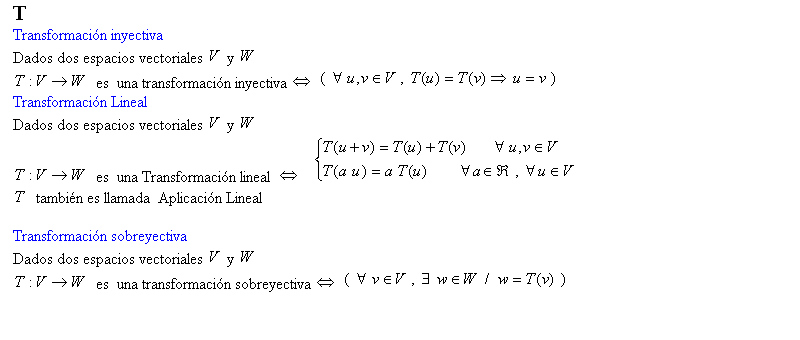 T
Transformación inyectiva
Dados dos espacios vectoriales V y W
T : V → W es una transformación inyectiva ⇔ ( ∀ u,v ∈ V , T(u) = T(v) ⇒ u = v )
Transformación Lineal
Dados dos espacios vectoriales V y W
T : V → W es una Transformación lineal ⇔ { T(u+v) = T(u) + T(v) ∀ u,v ∈ V
T(a u) = a T(u) ∀ a ∈ ℜ , ∀ u ∈ V
T también es llamada Aplicación Lineal
Transformación sobreyectiva
Dados dos espacios vectoriales V y W
T : V → W es una transformación sobreyectiva ⇔ ( ∀ v ∈ V , ∃ w ∈ W / w = T(v) )